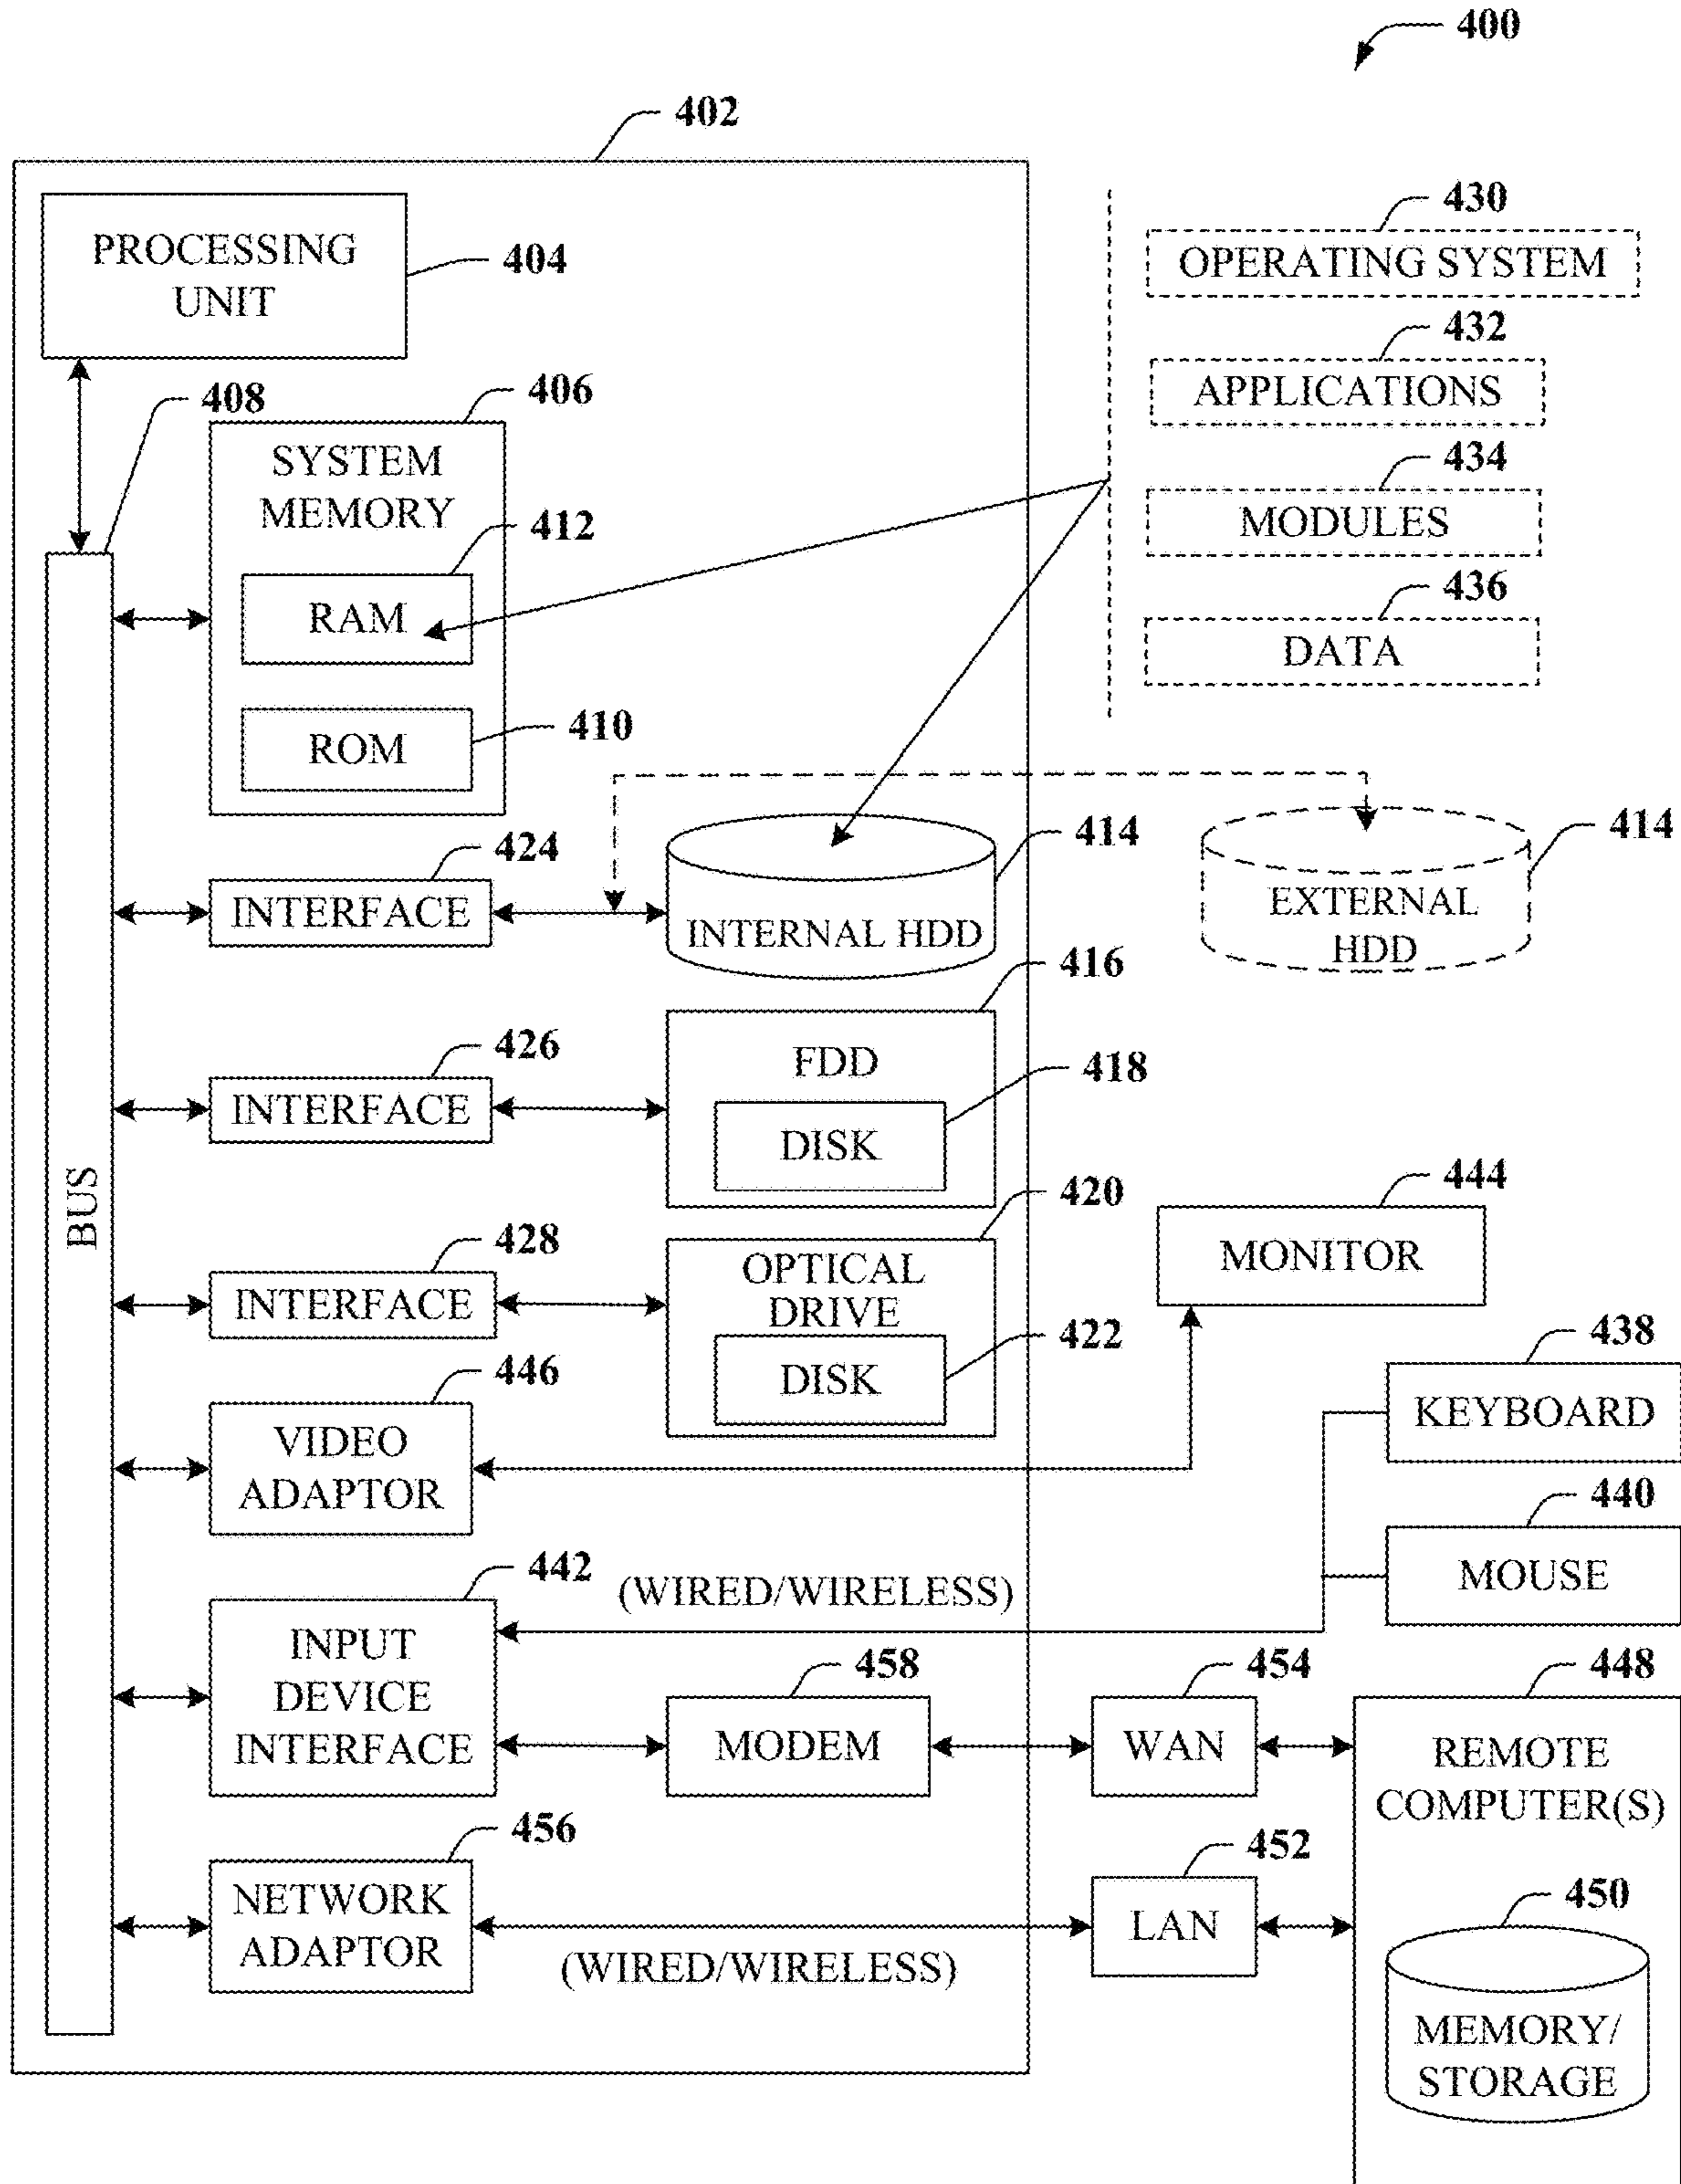 400
402
PROCESSING
UNIT
404
430
OPERATING SYSTEM
432
APPLICATIONS
434
MODULES
436
DATA
408
406
SYSTEM
MEMORY
412
RAM
410
ROM
424
INTERFACE
414
INTERNAL HDD
414
EXTERNAL
HDD
416
FDD
418
DISK
426
INTERFACE
BUS
428
INTERFACE
420
OPTICAL
DRIVE
422
DISK
444
MONITOR
438
KEYBOARD
446
VIDEO
ADAPTOR
440
MOUSE
442
(WIRED/WIRELESS)
INPUT
DEVICE
INTERFACE
458
MODEM
454
WAN
448
REMOTE
COMPUTER(S)
456
NETWORK
ADAPTOR
(WIRED/WIRELESS)
452
LAN
450
MEMORY/
STORAGE